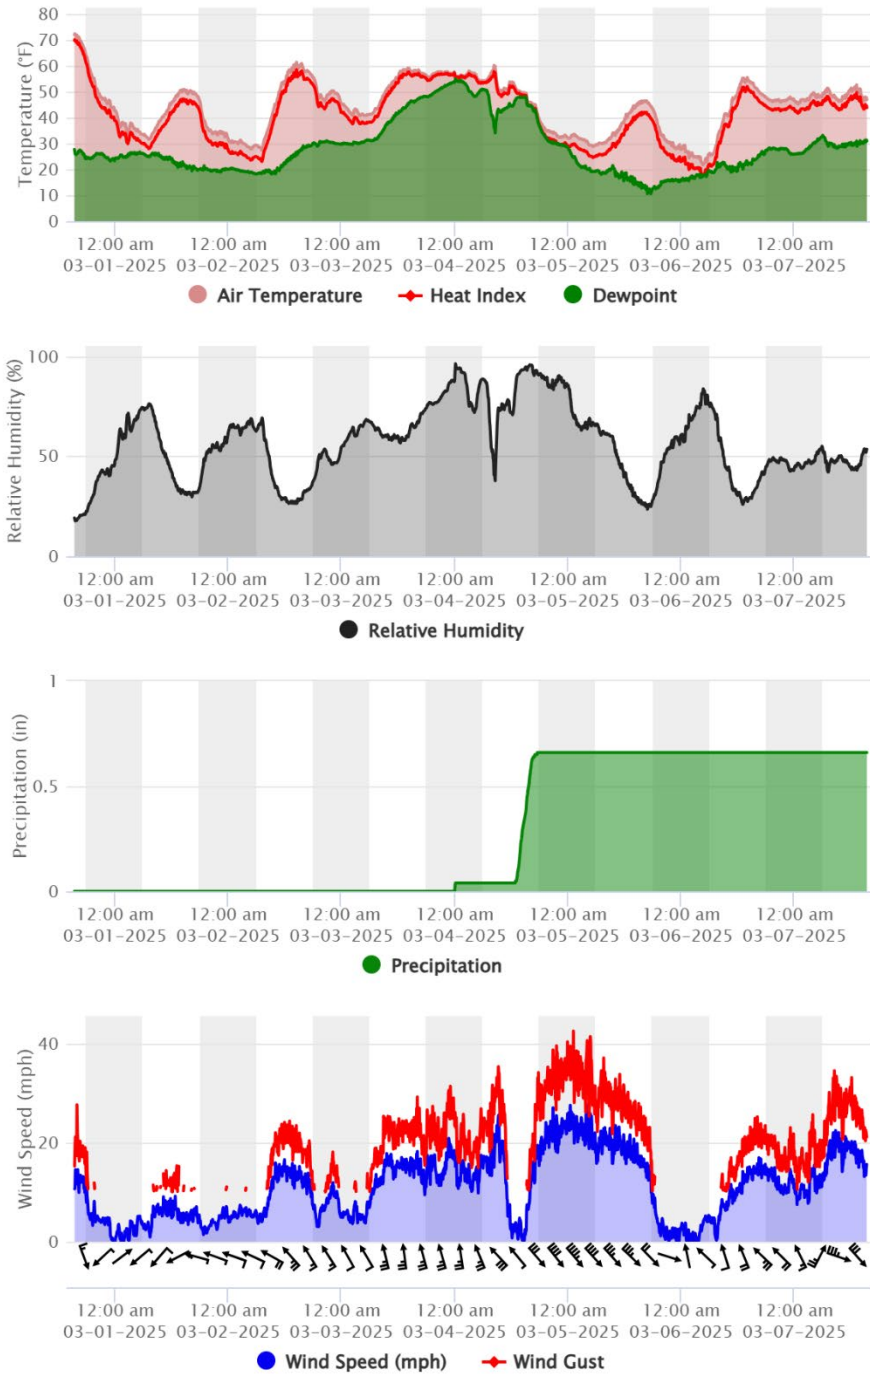 Temperature (°F)
80
70
60
50
40
30
20
10
0
12:00 am 12:00 am 12:00 am 12:00 am 12:00 am 12:00 am 12:00 am
03-01-2025 03-02-2025 03-03-2025 03-04-2025 03-05-2025 03-06-2025 03-07-2025
Air Temperature Heat Index Dewpoint
Relative Humidity (%)
100
50
0
12:00 am 12:00 am 12:00 am 12:00 am 12:00 am 12:00 am 12:00 am
03-01-2025 03-02-2025 03-03-2025 03-04-2025 03-05-2025 03-06-2025 03-07-2025
Relative Humidity
Precipitation (in)
1
0.5
0
12:00 am 12:00 am 12:00 am 12:00 am 12:00 am 12:00 am 12:00 am
03-01-2025 03-02-2025 03-03-2025 03-04-2025 03-05-2025 03-06-2025 03-07-2025
Precipitation
Wind Speed (mph)
40
20
0
12:00 am 12:00 am 12:00 am 12:00 am 12:00 am 12:00 am 12:00 am
03-01-2025 03-02-2025 03-03-2025 03-04-2025 03-05-2025 03-06-2025 03-07-2025
Wind Speed (mph) Wind Gust